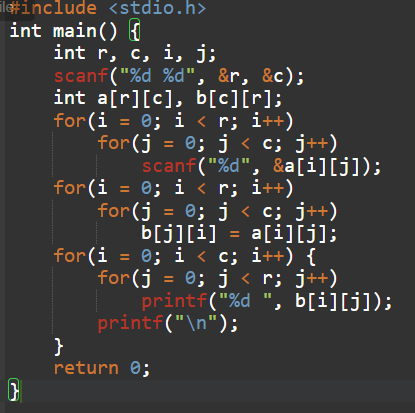 file
#include <stdio.h>
int main() {
    int r, c, i, j;
    scanf("%d %d", &r, &c);
    int a[r][c], b[c][r];
    for(i = 0; i < r; i++)
        for(j = 0; j < c; j++)
            scanf("%d", &a[i][j]);
    for(i = 0; i < r; i++)
        for(j = 0; j < c; j++)
            b[j][i] = a[i][j];
    for(i = 0; i < c; i++) {
        for(j = 0; j < r; j++)
            printf("%d ", b[i][j]);
        printf("\n");
    }
    return 0;
}